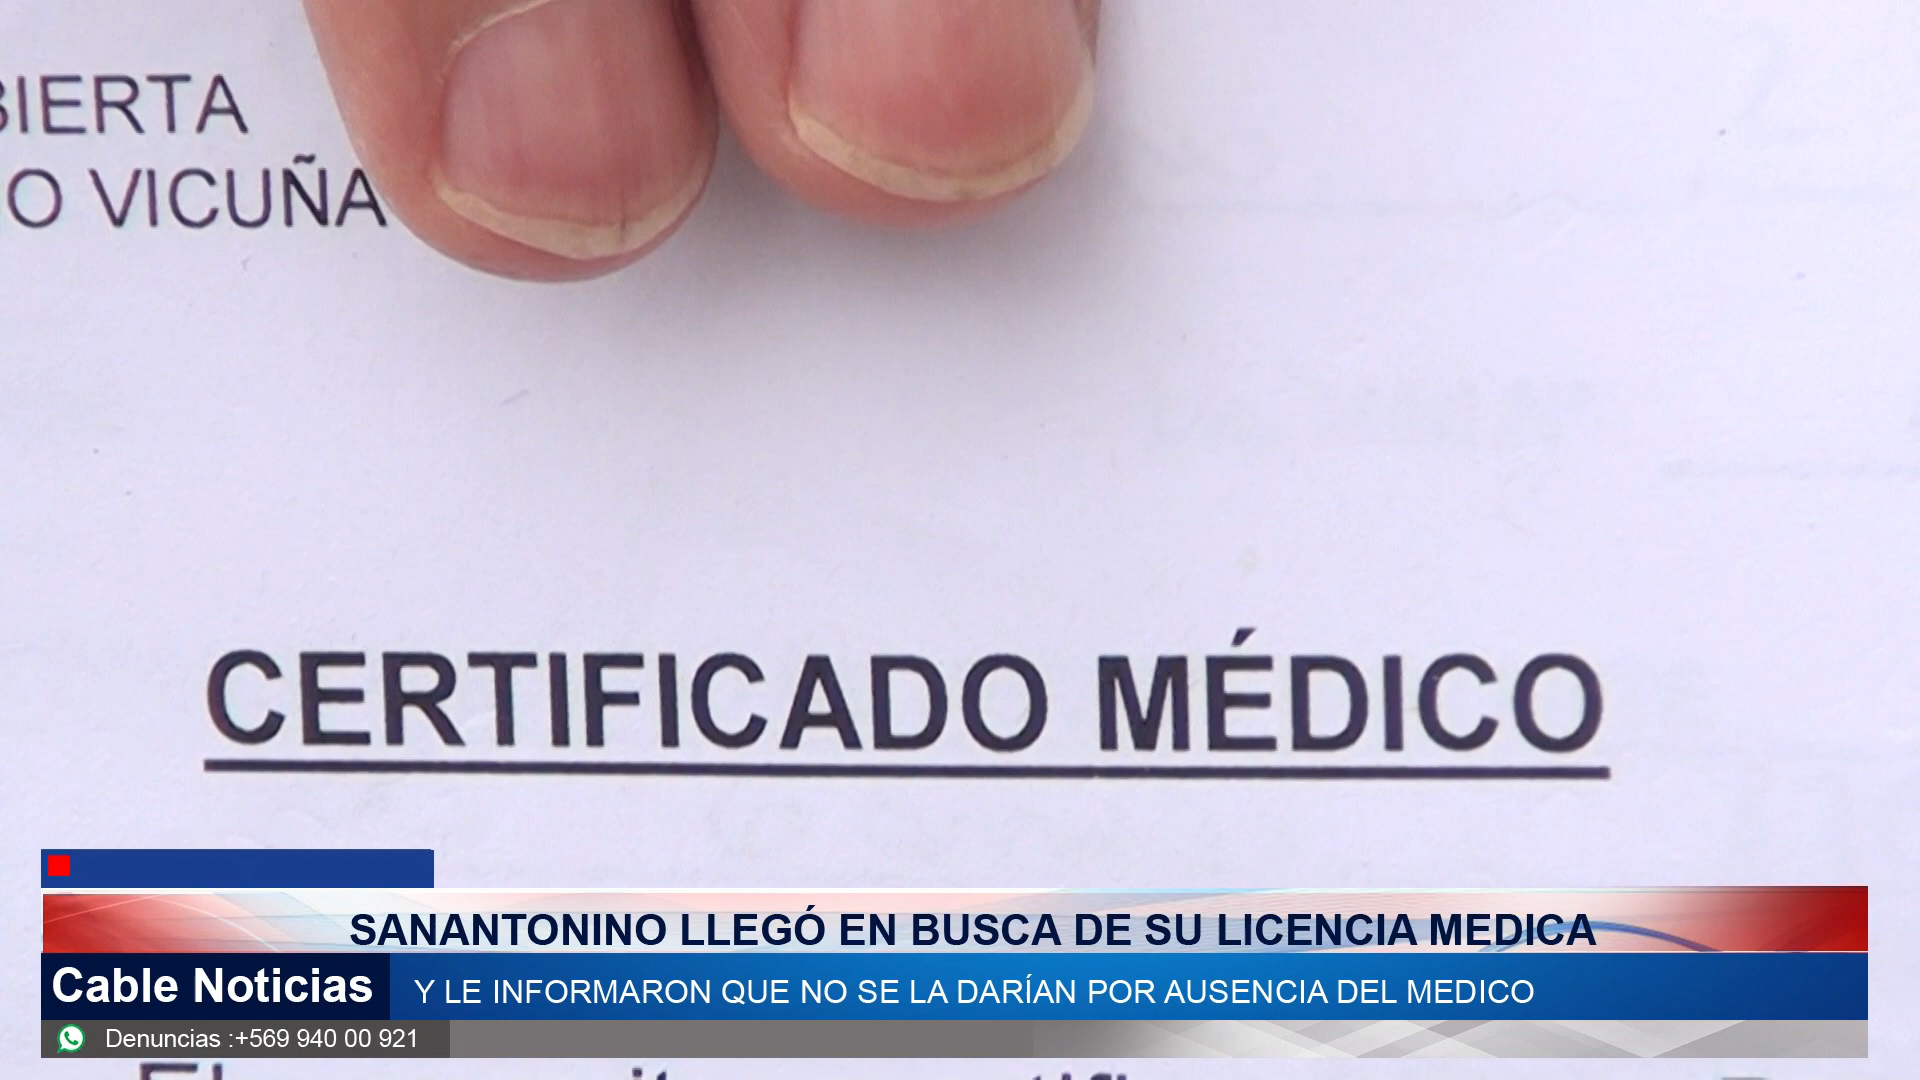 BIERTA
O VICUÑA
CERTIFICADO MÉDICO
SANANTONINO LLEGÓ EN BUSCA DE SU LICENCIA MEDICA
Cable Noticias
Y LE INFORMARON QUE NO SE LA DARÍAN POR AUSENCIA DEL MEDICO
Denuncias :+569 940 00 921